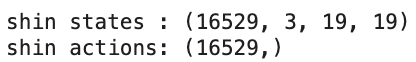 shin states : (16529, 3, 19, 19)
shin actions: (16529,)